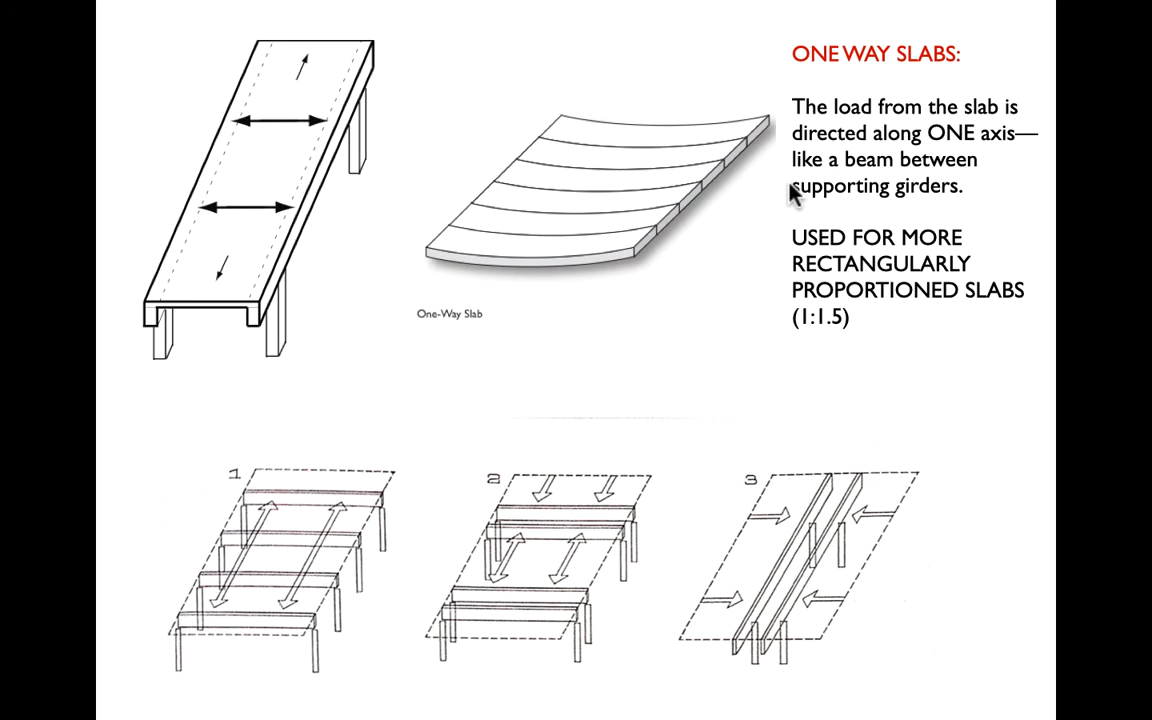 ONE WAY SLABS:
The load from the slab is
directed along ONE axis—
like a beam between
supporting girders.
USED FOR MORE
RECTANGULARLY
PROPORTIONED SLABS
(1:1.5)
One-Way Slab
1
2
3